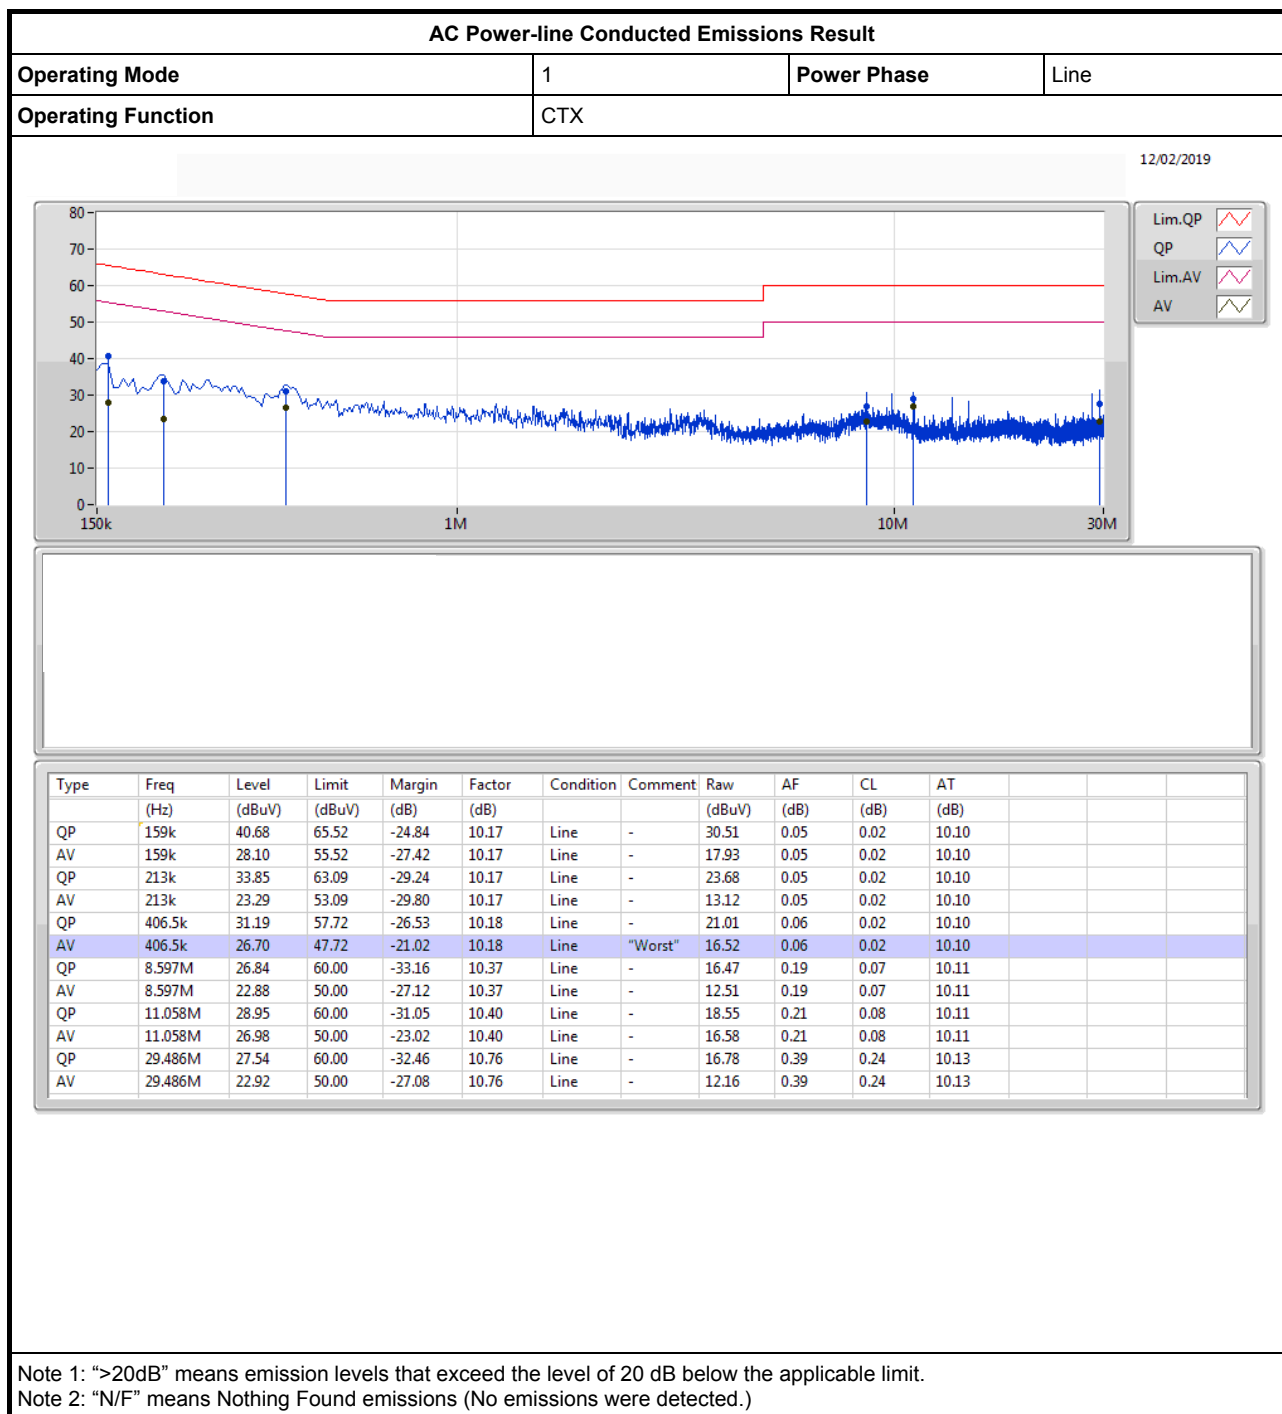 AC Power-line Conducted Emissions Result
Operating Mode 1 Power Phase Line
Operating Function CTX
12/02/2019
80
70
60
50
40
30
20
10
0
150k 1M 10M 30M
Lim.QP
QP
Lim.AV
AV
Type Freq Level Limit Margin Factor Condition Comment Raw AF CL AT
(Hz) (dBuV) (dBuV) (dB) (dB) (dBuV) (dB) (dB) (dB)
QP 159k 40.68 65.52 -24.84 10.17 Line - 30.51 0.05 0.02 10.10
AV 159k 28.10 55.52 -27.42 10.17 Line - 17.93 0.05 0.02 10.10
QP 213k 33.85 63.09 -29.24 10.17 Line - 23.68 0.05 0.02 10.10
AV 213k 23.29 53.09 -29.80 10.17 Line - 13.12 0.05 0.02 10.10
QP 406.5k 31.19 57.72 -26.53 10.18 Line - 21.01 0.06 0.02 10.10
AV 406.5k 26.70 47.72 -21.02 10.18 Line "Worst" 16.52 0.06 0.02 10.10
QP 8.597M 26.84 60.00 -33.16 10.37 Line - 16.47 0.19 0.07 10.11
AV 8.597M 22.88 50.00 -27.12 10.37 Line - 12.51 0.19 0.07 10.11
QP 11.058M 28.95 60.00 -31.05 10.40 Line - 18.55 0.21 0.08 10.11
AV 11.058M 26.98 50.00 -23.02 10.40 Line - 16.58 0.21 0.08 10.11
QP 29.486M 27.54 60.00 -32.46 10.76 Line - 16.78 0.39 0.24 10.13
AV 29.486M 22.92 50.00 -27.08 10.76 Line - 12.16 0.39 0.24 10.13
Note 1: “>20dB” means emission levels that exceed the level of 20 dB below the applicable limit.
Note 2: “N/F” means Nothing Found emissions (No emissions were detected.)